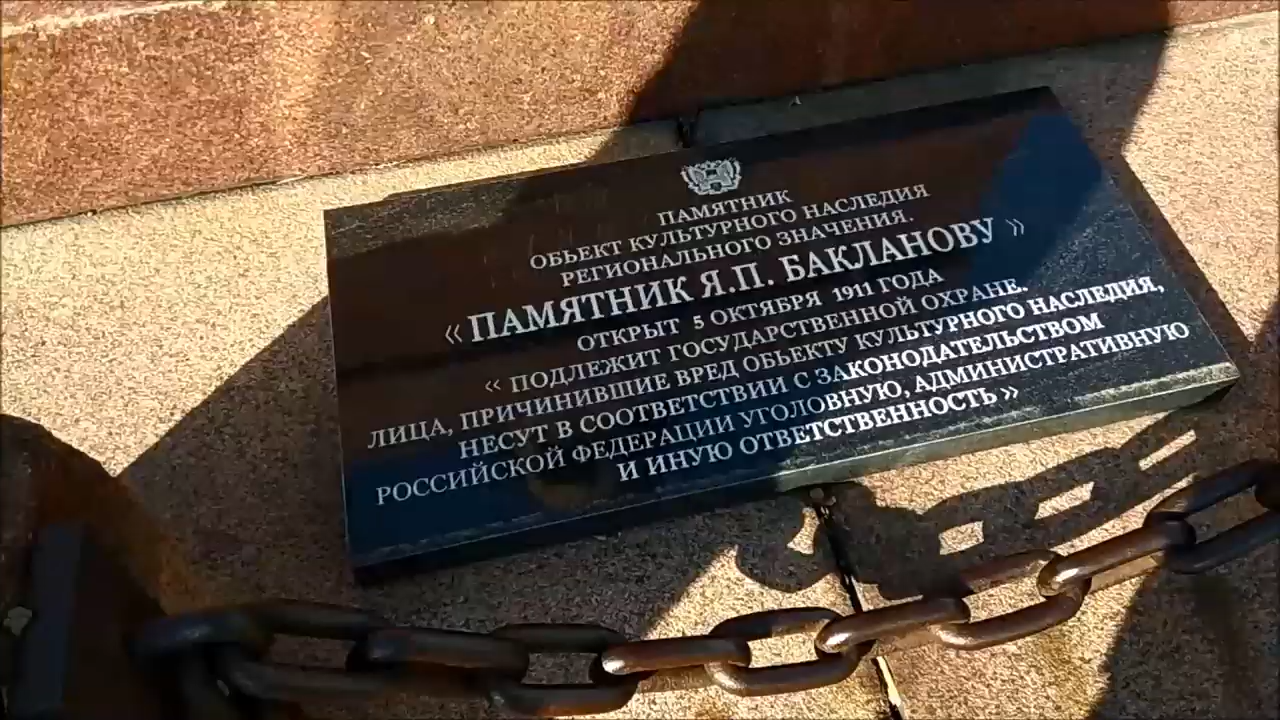 ПАМЯТНИК
ОБЬЕКТ КУЛЬТУРНОГО НАСЛЕДИЯ
РЕГИОНАЛЬНОГО ЗНАЧЕНИЯ.
« ПАМЯТНИК Я.П. БАКЛАНОВУ »
ОТКРЫТ 5 ОКТЯБРЯ 1911 ГОДА
« ПОДЛЕЖИТ ГОСУДАРСТВЕННОЙ ОХРАНЕ.
ЛИЦА, ПРИЧИНИВШИЕ ВРЕД ОБЬЕКТУ КУЛЬТУРНОГО НАСЛЕДИЯ,
НЕСУТ В СООТВЕТСТВИИ С ЗАКОНОДАТЕЛЬСТВОМ
РОССИЙСКОЙ ФЕДЕРАЦИИ УГОЛОВНУЮ, АДМИНИСТРАТИВНУЮ
И ИНУЮ ОТВЕТСТВЕННОСТЬ »